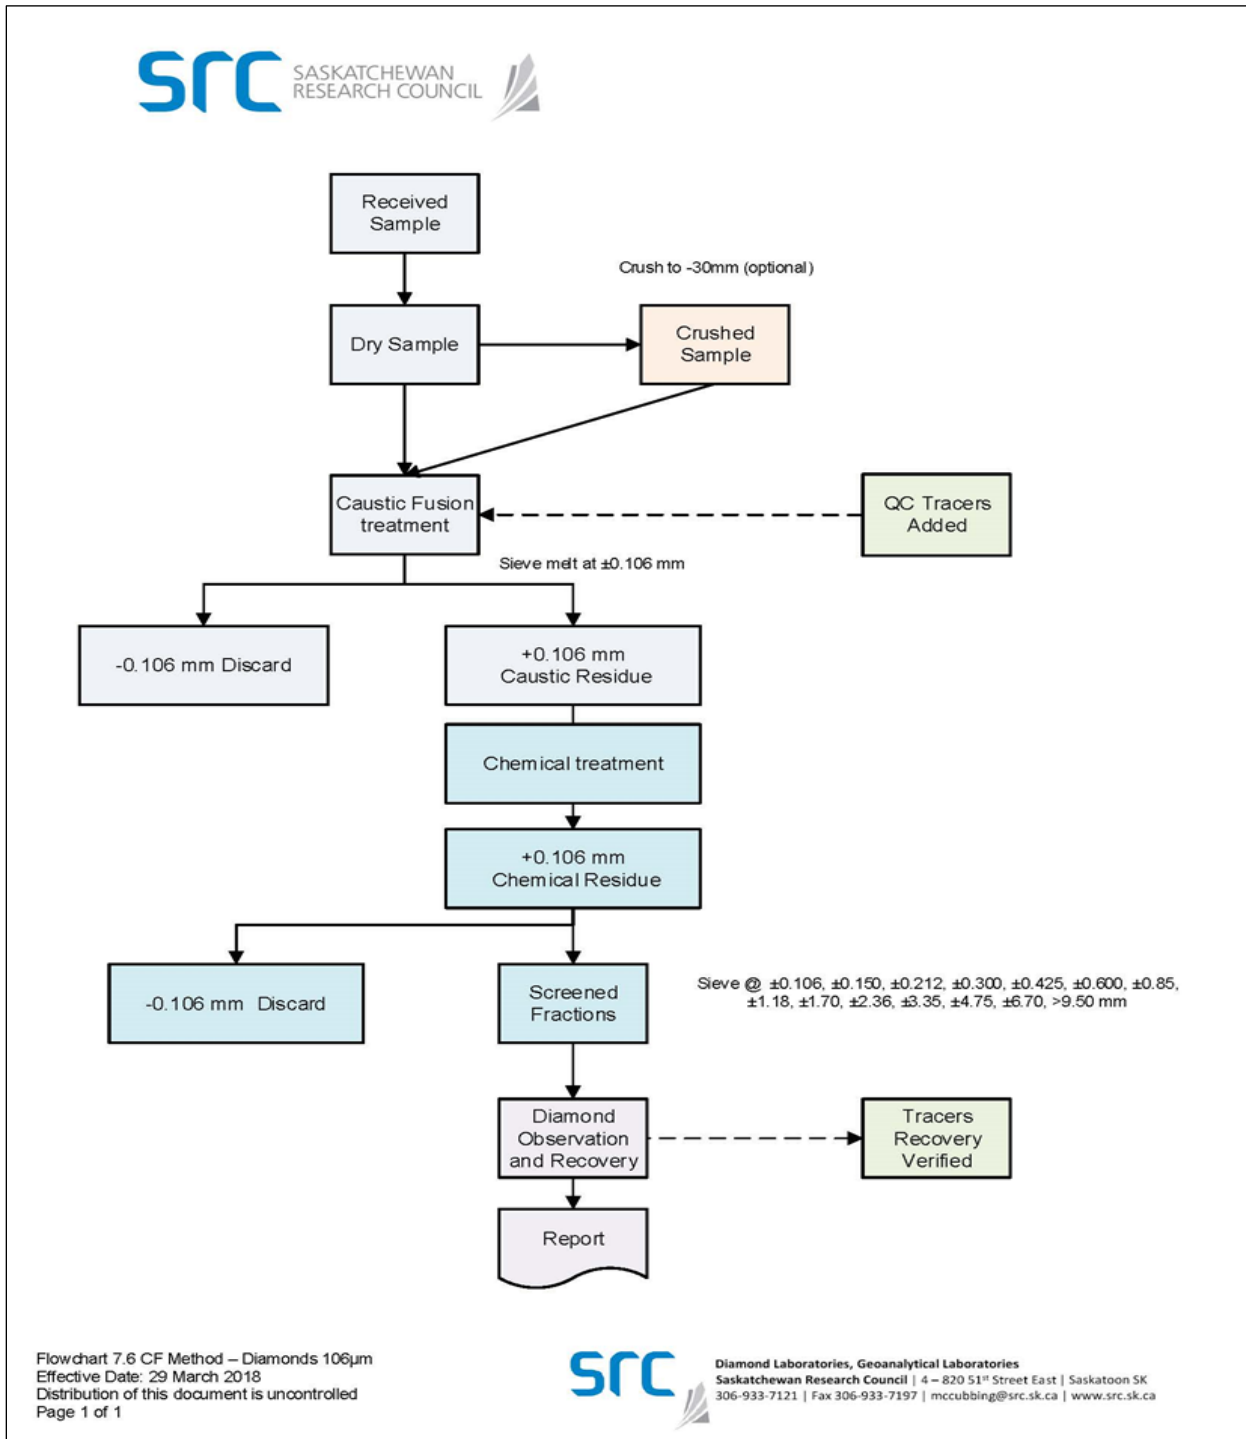 src SASKATCHEWAN
RESEARCH COUNCIL
Received
Sample
Crush to -30mm (optional)
Dry Sample
Crushed
Sample
Caustic Fusion
treatment
QC Tracers
Added
Sieve melt at ±0.106 mm
-0.106 mm Discard
+0.106 mm
Caustic Residue
Chemical treatment
+0.106 mm
Chemical Residue
-0.106 mm Discard
Screened
Fractions
Sieve @ ±0.106, ±0.150, ±0.212, ±0.300, ±0.425, ±0.600, ±0.85,
±1.18, ±1.70, ±2.36, ±3.35, ±4.75, ±6.70, >9.50 mm
Diamond
Observation
and Recovery
Tracers
Recovery
Verified
Report
Flowchart 7.6 CF Method – Diamonds 106µm
Effective Date: 29 March 2018
Distribution of this document is uncontrolled
Page 1 of 1
src
Diamond Laboratories, Geoanalytical Laboratories
Saskatchewan Research Council | 4 – 820 51st Street East | Saskatoon SK
306-933-7121 | Fax 306-933-7197 | mccubbing@src.sk.ca | www.src.sk.ca